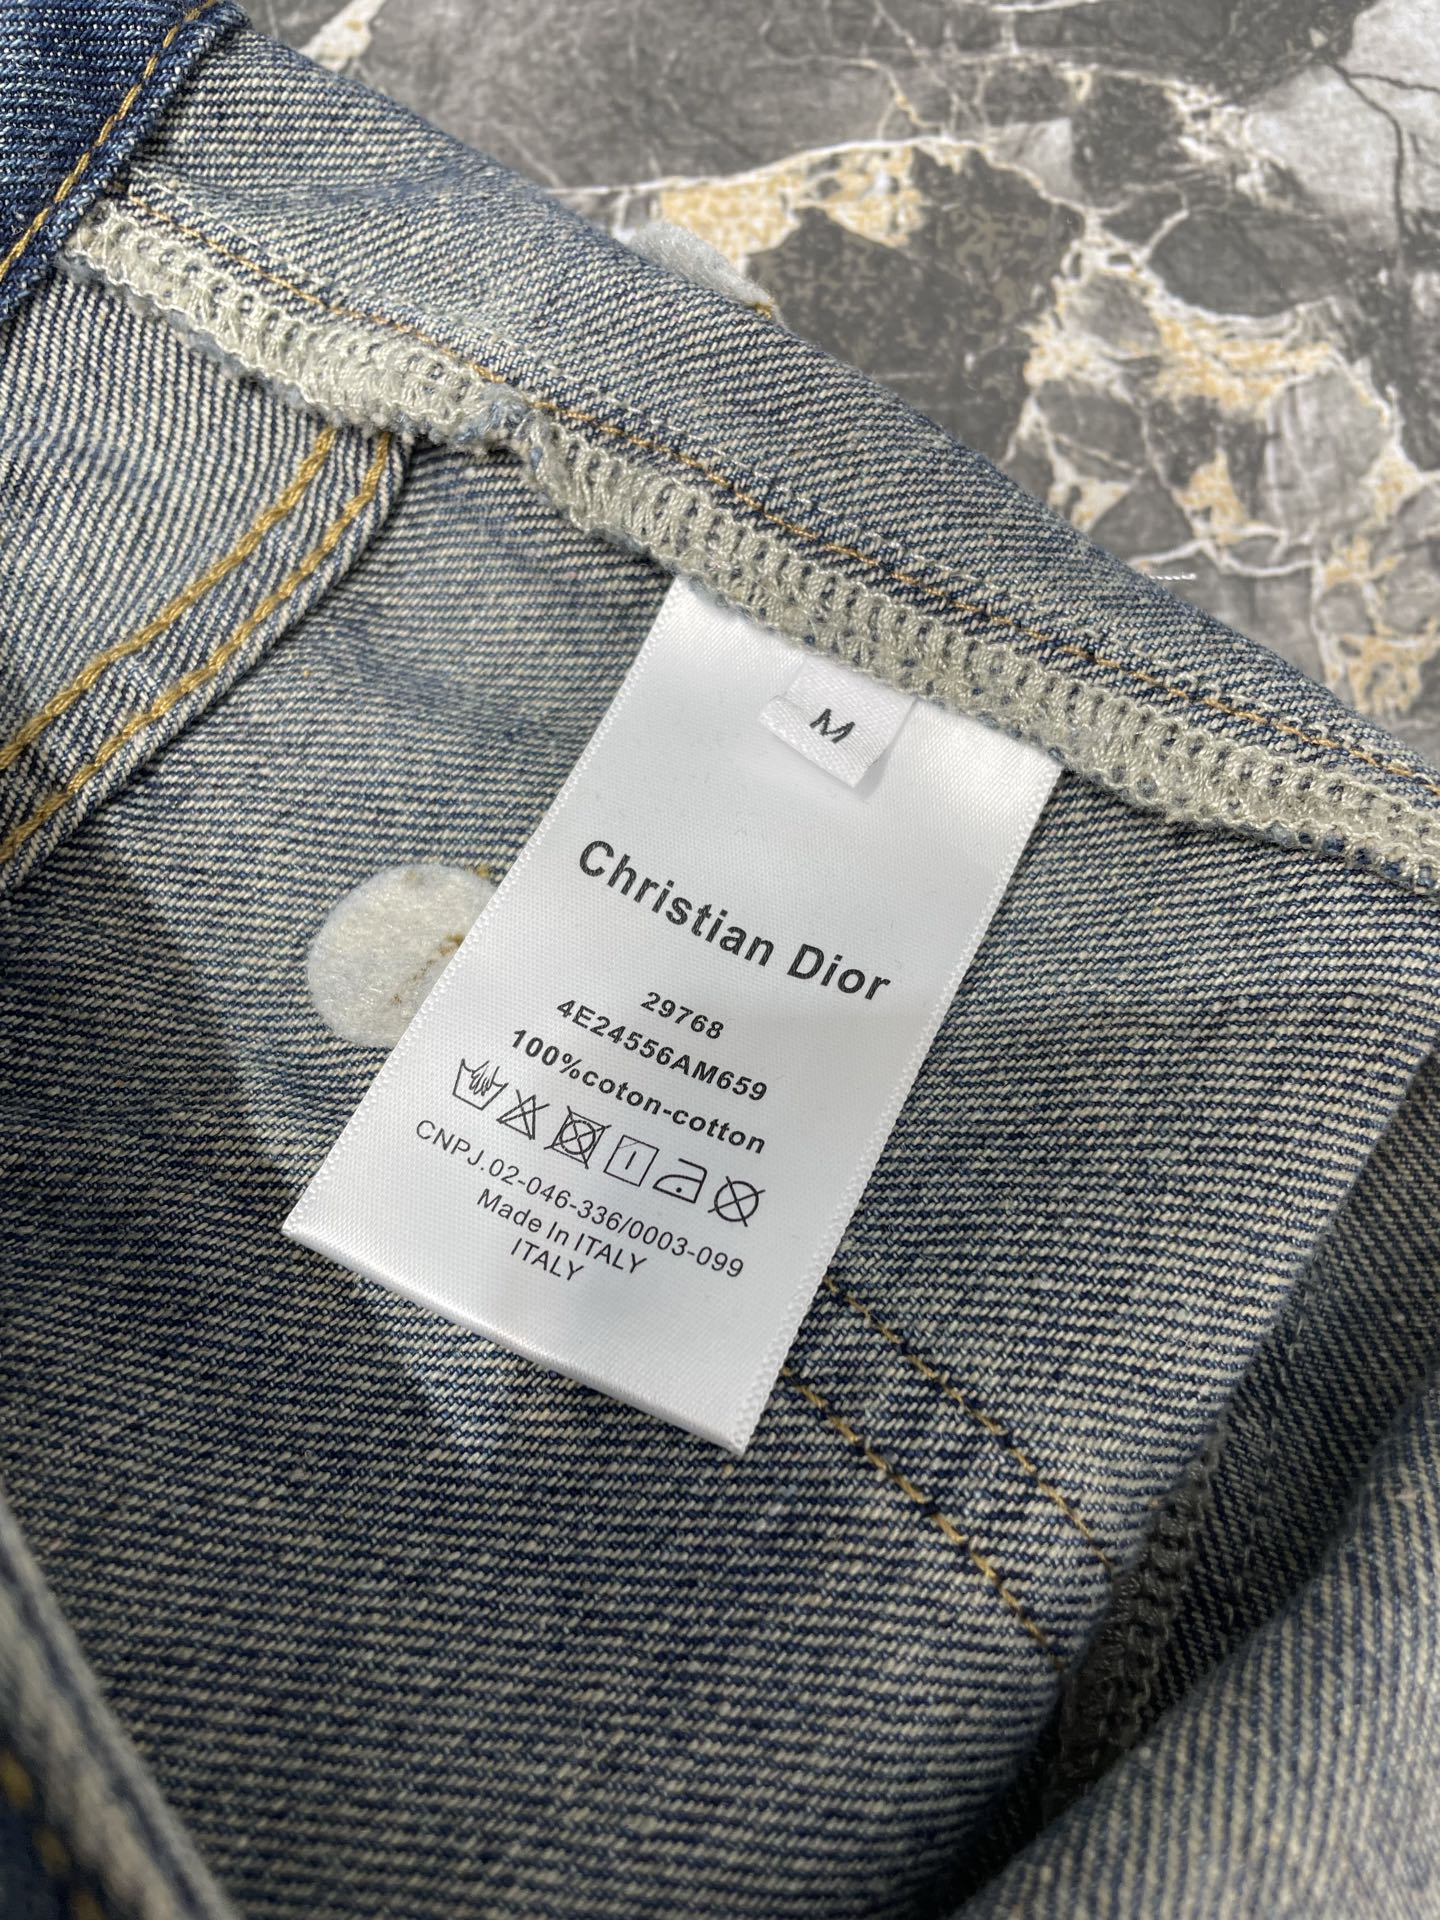 M
Christian Dior
29768
4E24556AM659
100%coton-cotton
CNPJ.02-046-336/0003-099
Made In ITALY
ITALY